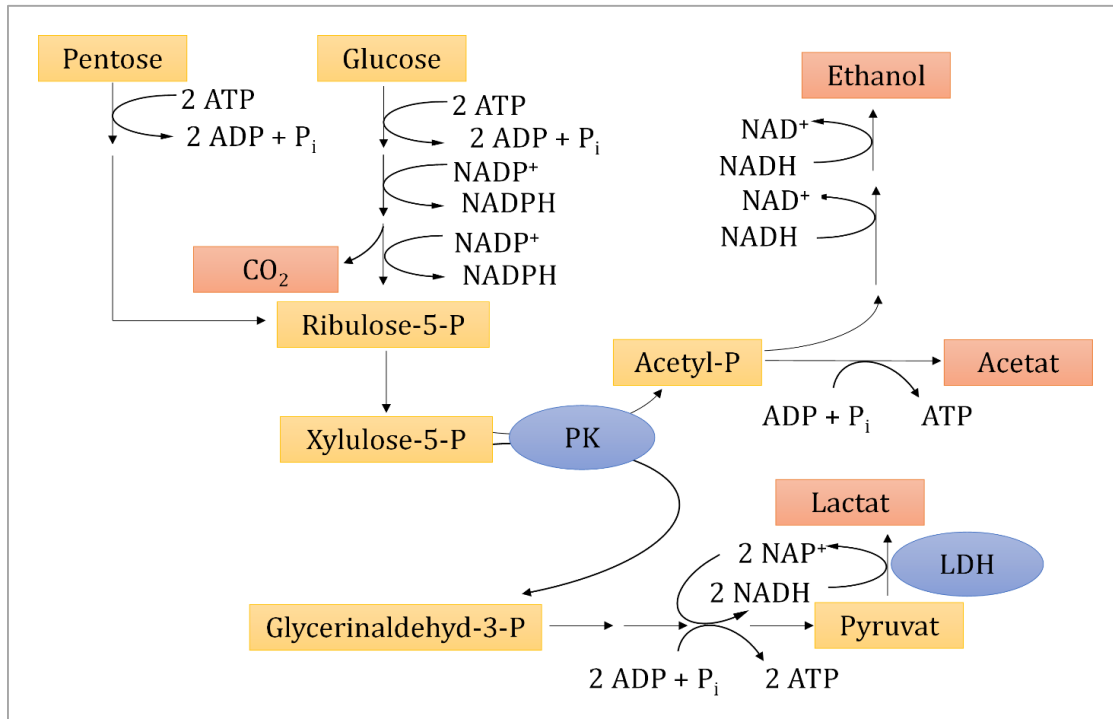 Pentose
Glucose
Ethanol
2 ATP
2 ADP + Pᵢ
2 ATP
2 ADP + Pᵢ
NADP⁺
NADPH
NADP⁺
NADPH
CO₂
NAD⁺
NADH
NAD⁺
NADH
Ribulose-5-P
Acetyl-P
Acetat
ADP + Pᵢ
ATP
Xylulose-5-P
PK
Lactat
2 NAP⁺
2 NADH
LDH
Glycerinaldehyd-3-P
Pyruvat
2 ADP + Pᵢ
2 ATP